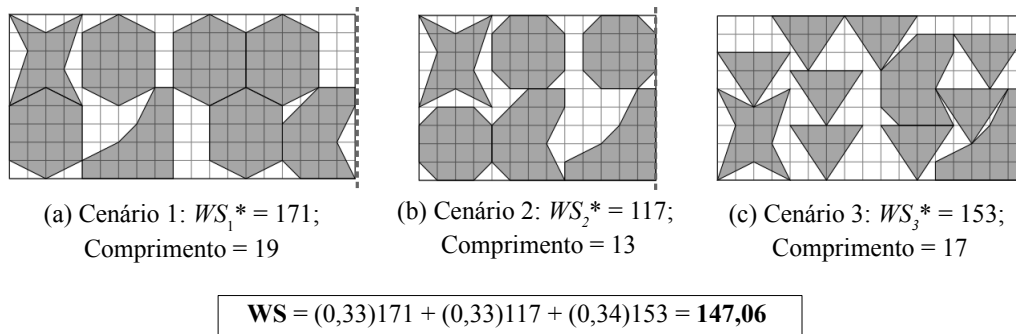 (a) Cenário 1: WS₁* = 171;
Comprimento = 19
(b) Cenário 2: WS₂* = 117;
Comprimento = 13
(c) Cenário 3: WS₃* = 153;
Comprimento = 17
WS = (0,33)171 + (0,33)117 + (0,34)153 = 147,06